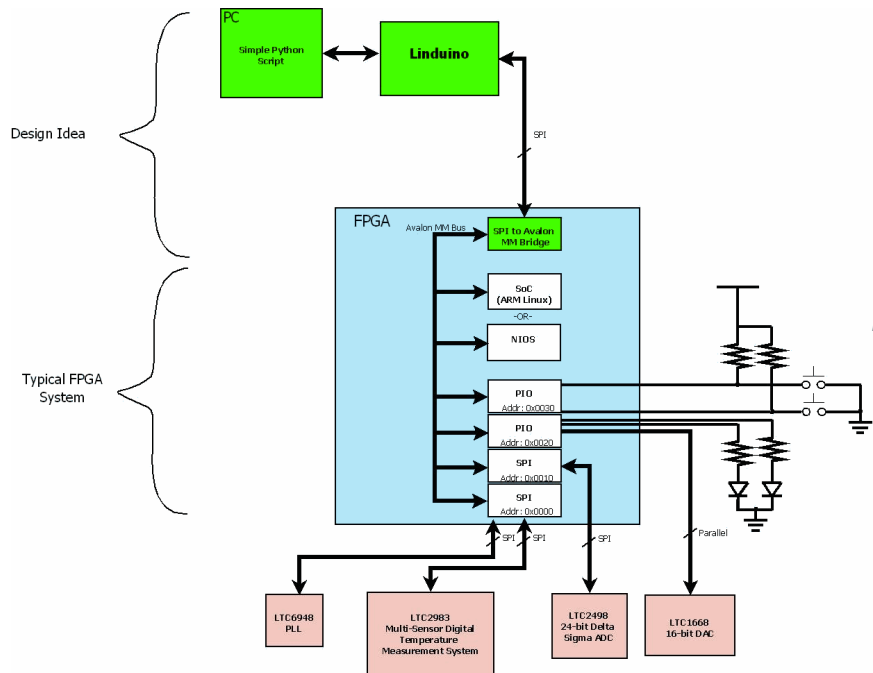 PC
Simple Python
Script
Linduino
Design Idea
SPI
FPGA
Avalon MM Bus
SPI to Avalon
MM Bridge
SoC
(ARM Linux)
-OR-
NIOS
Typical FPGA
System
PIO
Addr: 0x0030
PIO
Addr: 0x0020
SPI
Addr: 0x0010
SPI
Addr: 0x0000
SPI
SPI
SPI
Parallel
LTC6948
PLL
LTC2983
Multi-Sensor Digital
Temperature
Measurement System
LTC2498
24-bit Delta
Sigma ADC
LTC1668
16-bit DAC